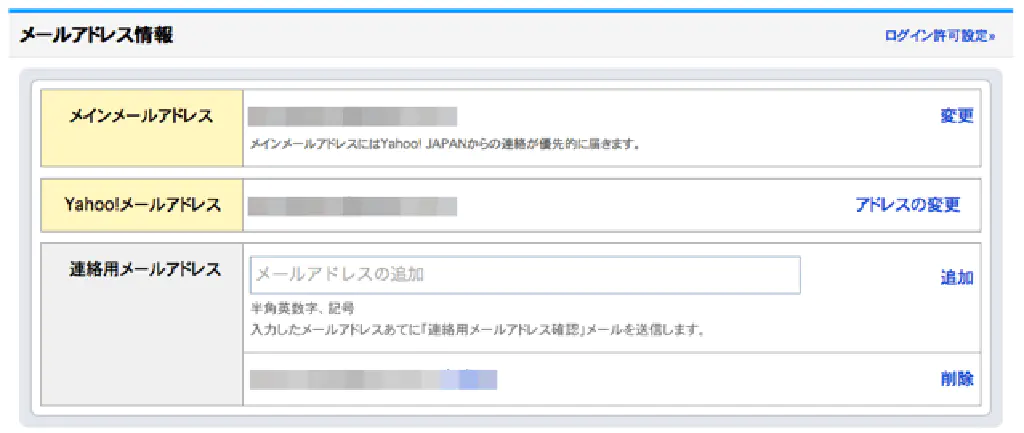 メールアドレス情報
ログイン許可設定»
メインメールアドレス
変更
メインメールアドレスにはYahoo! JAPANからの連絡が優先的に届きます。
Yahoo!メールアドレス
アドレスの変更
連絡用メールアドレス
メールアドレスの追加
追加
半角英数字、記号
入力したメールアドレスあてに「連絡用メールアドレス確認」メールを送信します。
削除